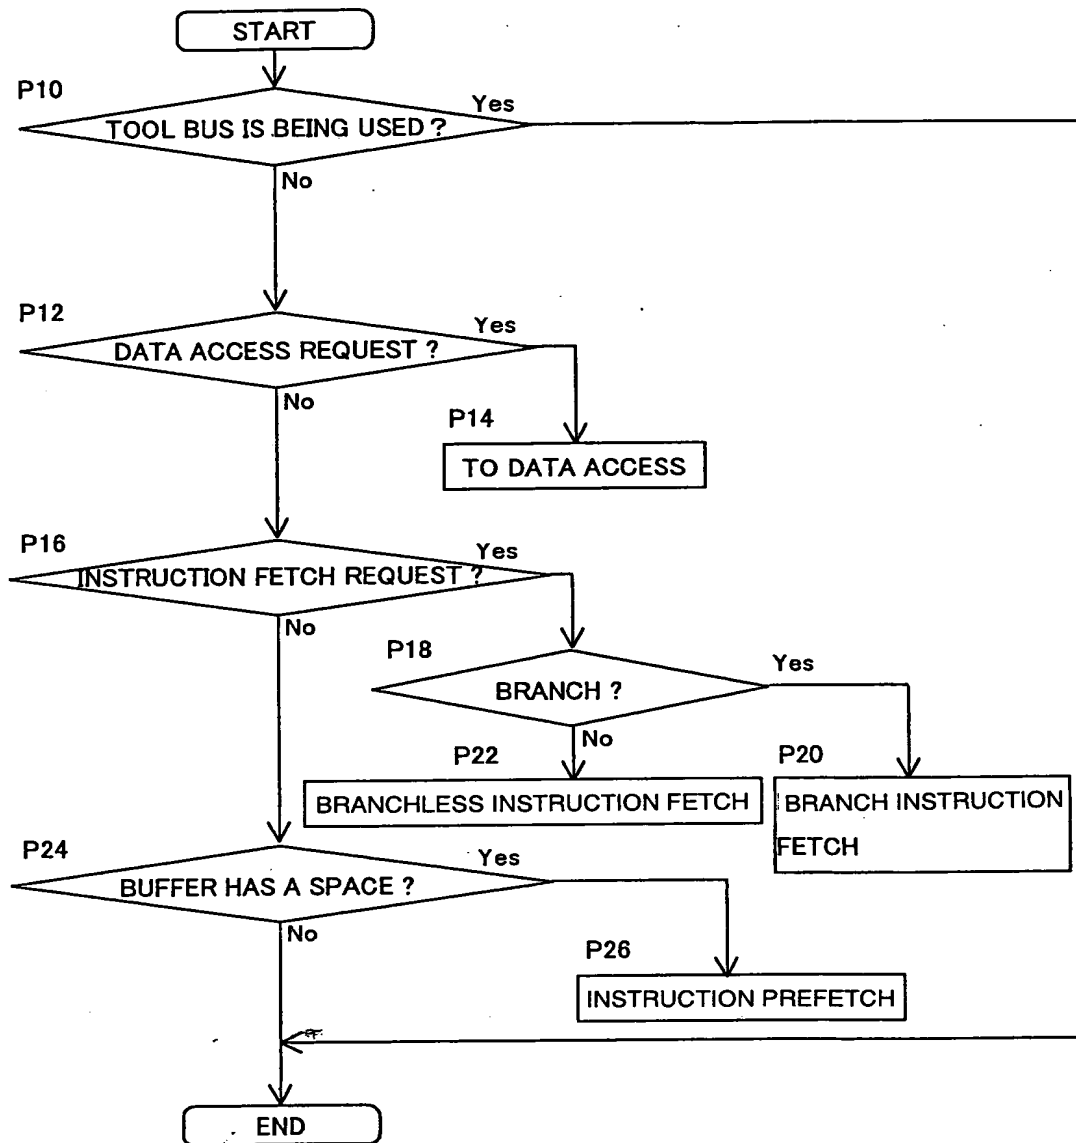 START
P10
Yes
TOOL BUS IS BEING USED ?
No
P12
Yes
DATA ACCESS REQUEST ?
No
P14
TO DATA ACCESS
P16
Yes
INSTRUCTION FETCH REQUEST ?
No
P18
Yes
BRANCH ?
No
P22
BRANCHLESS INSTRUCTION FETCH
P20
BRANCH INSTRUCTION
FETCH
P24
Yes
BUFFER HAS A SPACE ?
No
P26
INSTRUCTION PREFETCH
END